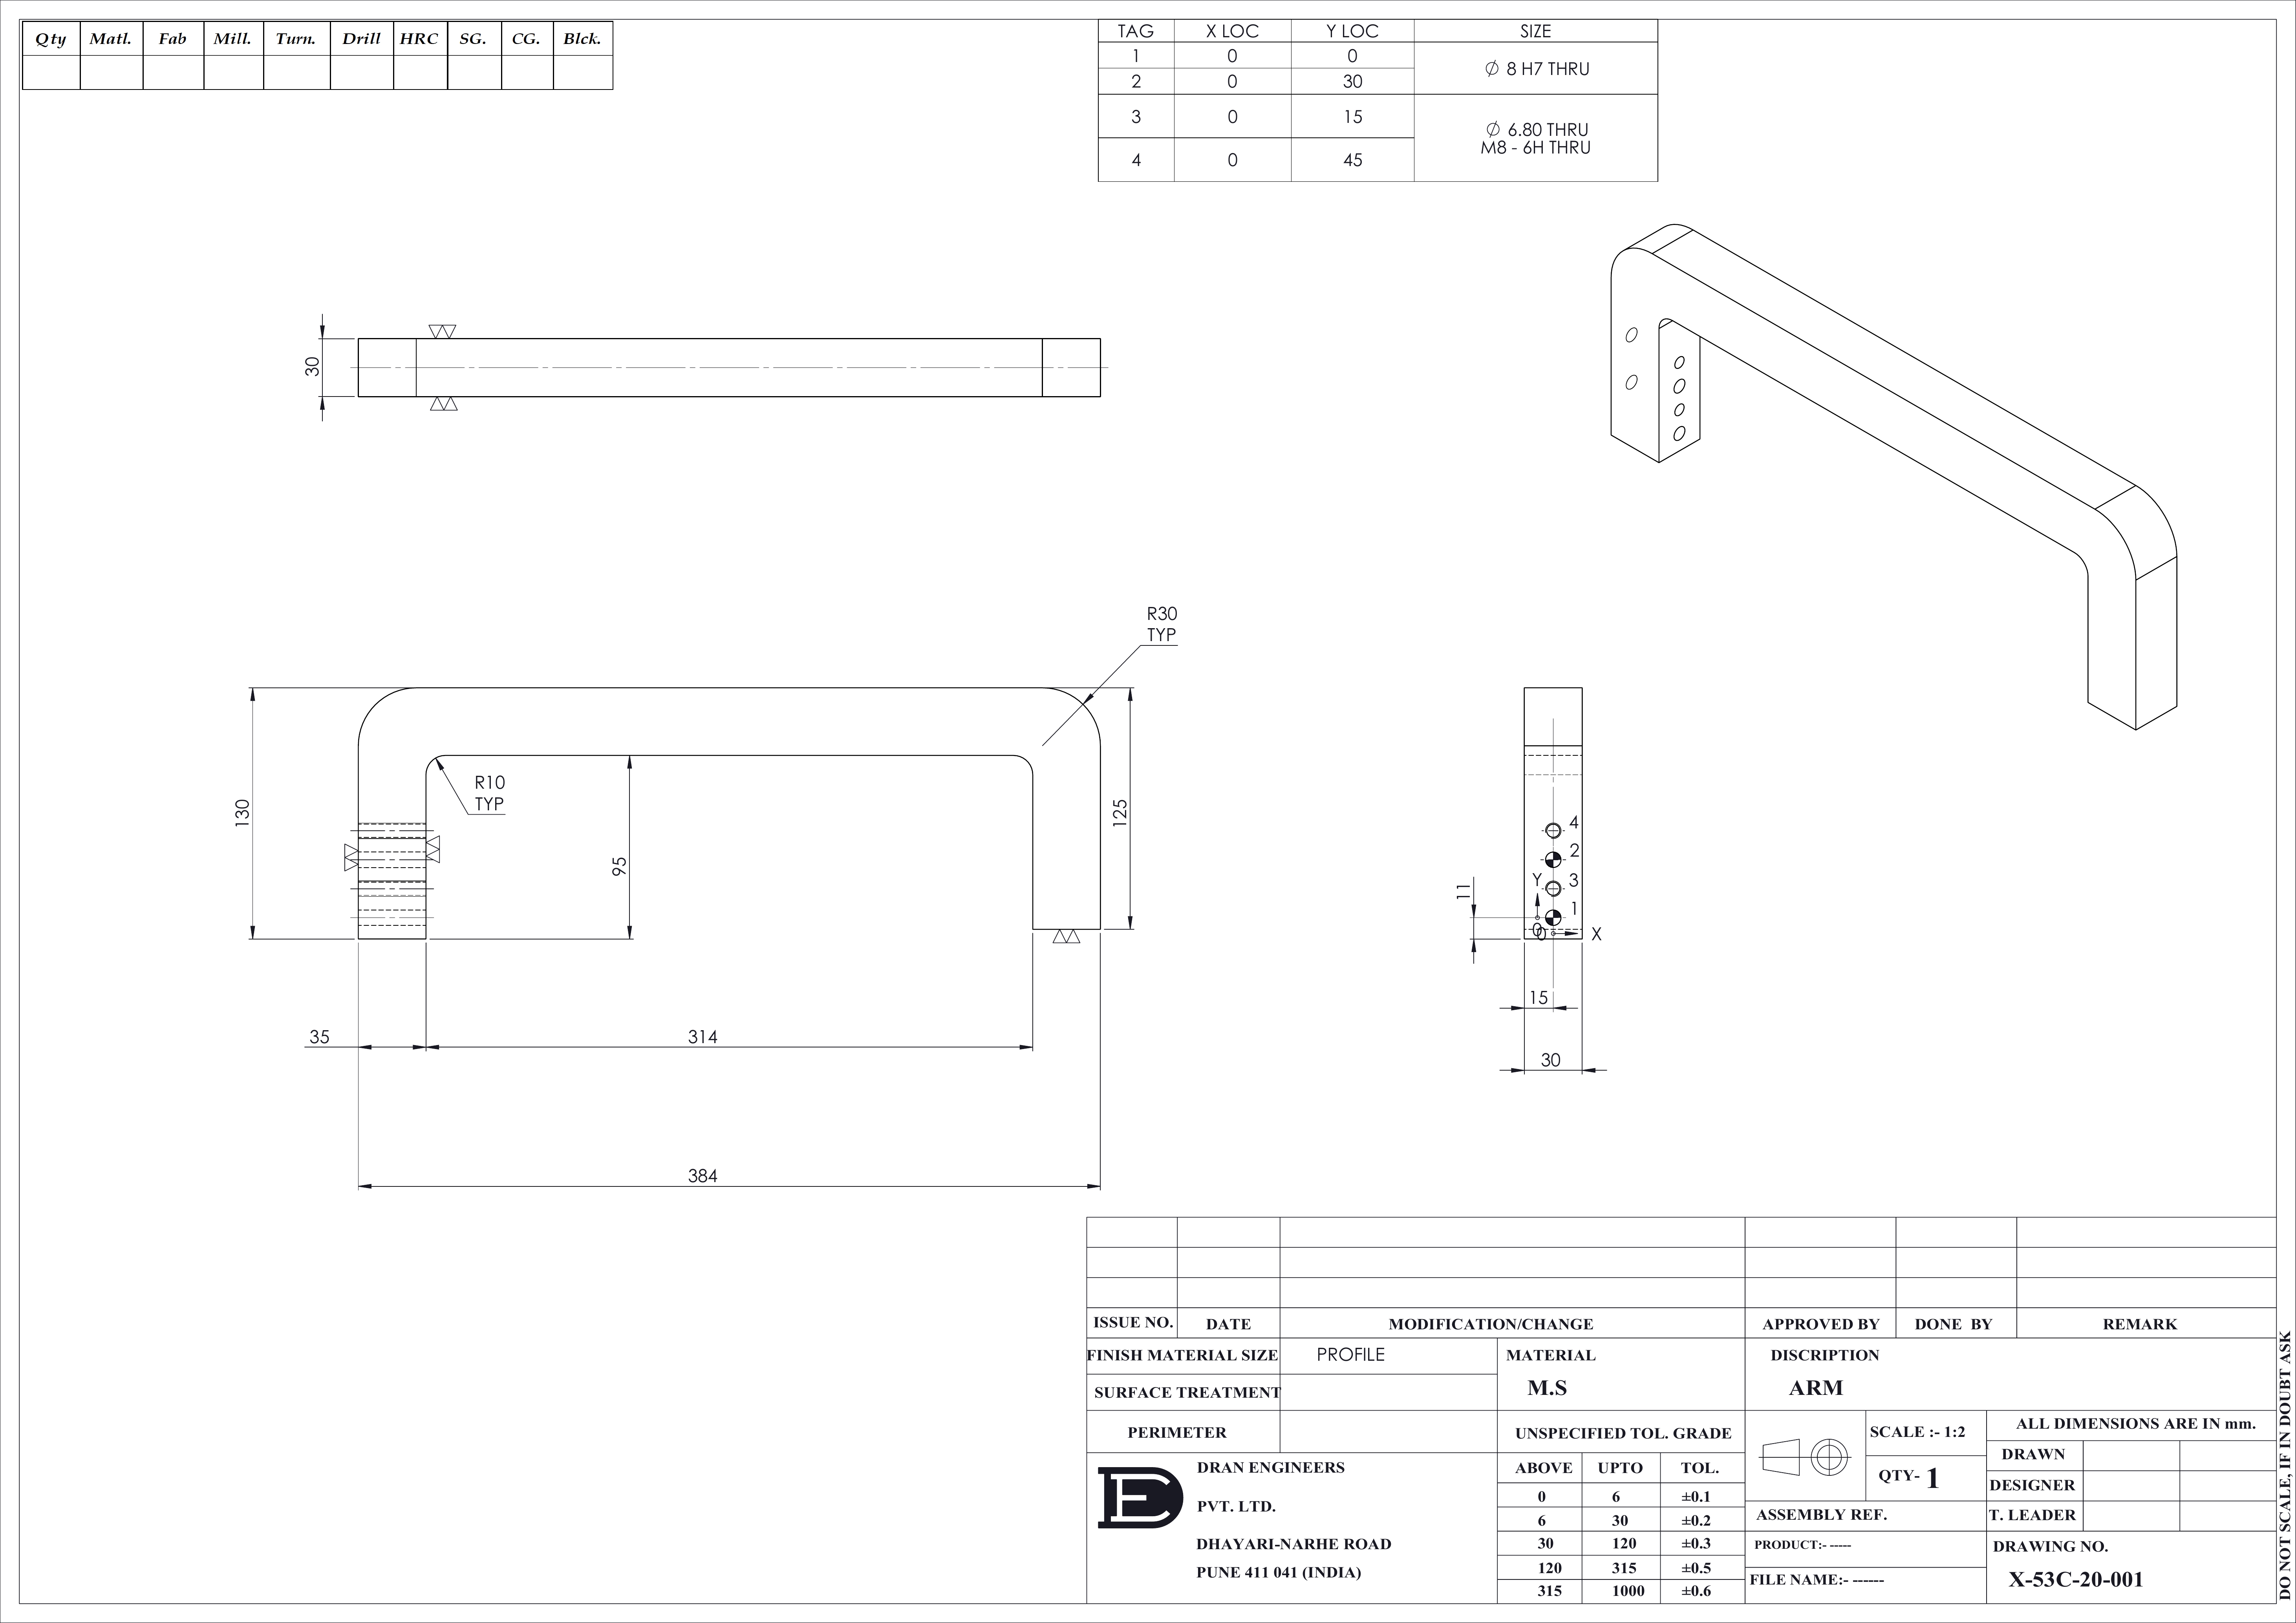 Qty Matl. Fab Mill. Turn. Drill HRC SG. CG. Blck.
TAG X LOC Y LOC SIZE
1 0 0 ∅ 8 H7 THRU
2 0 30
3 0 15 ∅ 6.80 THRU
M8 - 6H THRU
4 0 45
30
R30
TYP
R10
TYP
130
95
125
35
314
384
4
2
3
1
Y
X
0
0
11
15
30
ISSUE NO. DATE MODIFICATION/CHANGE APPROVED BY DONE BY REMARK
FINISH MATERIAL SIZE PROFILE
SURFACE TREATMENT
PERIMETER
MATERIAL
M.S
DISCRIPTION
ARM
UNSPECIFIED TOL. GRADE
ABOVE UPTO TOL.
0 6 ±0.1
6 30 ±0.2
30 120 ±0.3
120 315 ±0.5
315 1000 ±0.6
DE
DRAN ENGINEERS
PVT. LTD.
DHAYARI-NARHE ROAD
PUNE 411 041 (INDIA)
SCALE :- 1:2
QTY- 1
ALL DIMENSIONS ARE IN mm.
DRAWN
DESIGNER
T. LEADER
ASSEMBLY REF.
PRODUCT:- -----
FILE NAME:- ------
DRAWING NO.
X-53C-20-001
DO NOT SCALE, IF IN DOUBT ASK